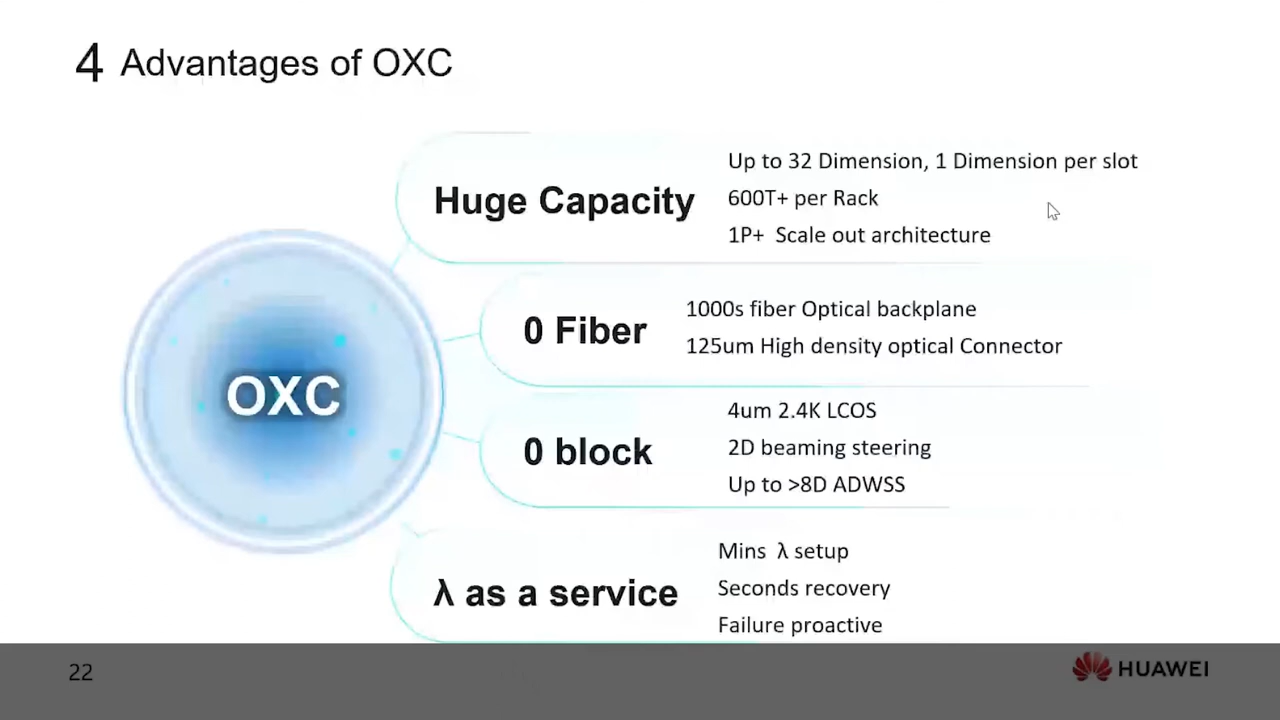 4 Advantages of OXC
OXC
Huge Capacity
Up to 32 Dimension, 1 Dimension per slot
600T+ per Rack
1P+ Scale out architecture
0 Fiber
1000s fiber Optical backplane
125um High density optical Connector
0 block
4um 2.4K LCOS
2D beaming steering
Up to >8D ADWSS
λ as a service
Mins λ setup
Seconds recovery
Failure proactive
22
HUAWEI